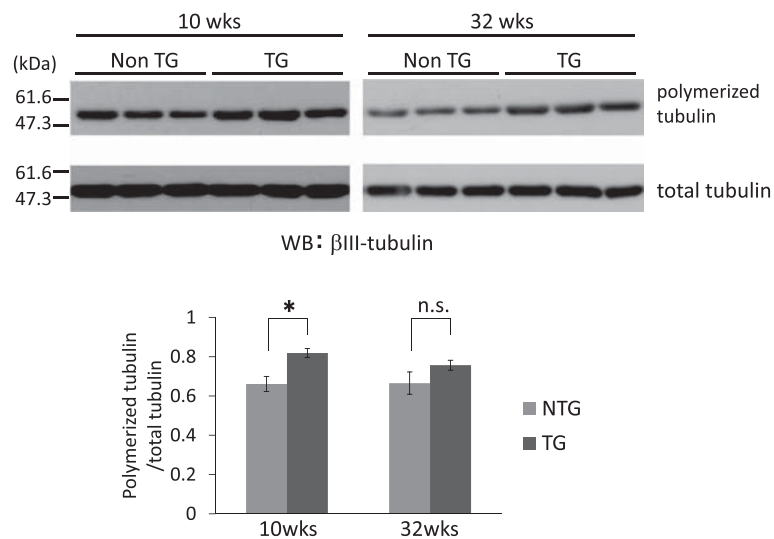 10 wks 32 wks
(kDa) Non TG TG Non TG TG
61.6
47.3
polymerized
tubulin
61.6
47.3
total tubulin
WB: βIII-tubulin
Polymerized tubulin
/total tubulin
1
0.8
0.6
0.4
0.2
0
*
n.s.
NTG
TG
10wks 32wks